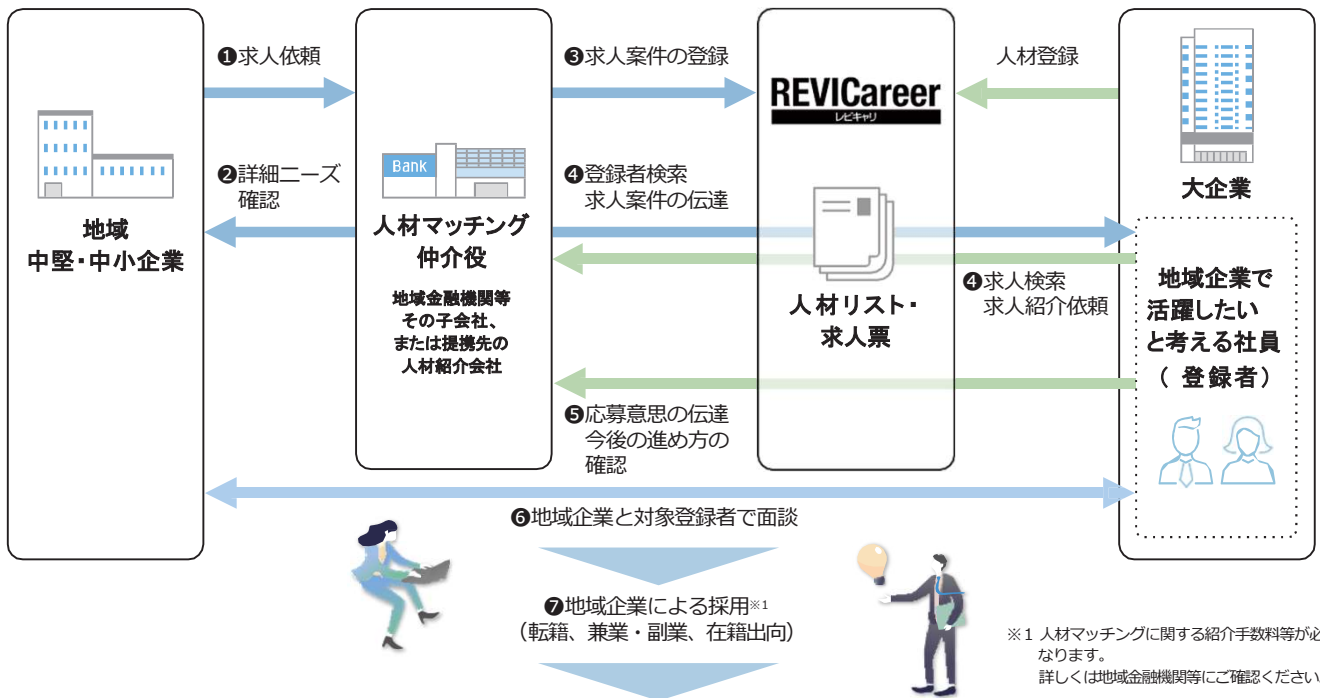 ❶求人依頼
❷詳細ニーズ
確認
地域
中堅・中小企業
Bank
人材マッチング
仲介役
地域金融機関等
その子会社、
または提携先の
人材紹介会社
❸求人案件の登録
❹登録者検索
求人案件の伝達
❺応募意思の伝達
今後の進め方の
確認
REVICareer
レビキャリ
人材リスト・
求人票
人材登録
❹求人検索
求人紹介依頼
大企業
地域企業で
活躍したい
と考える社員
（登録者）
❻地域企業と対象登録者で面談
❼地域企業による採用※1
（転籍、兼業・副業、在籍出向）
※1 人材マッチングに関する紹介手数料等が必
なります。
詳しくは地域金融機関等にご確認ください